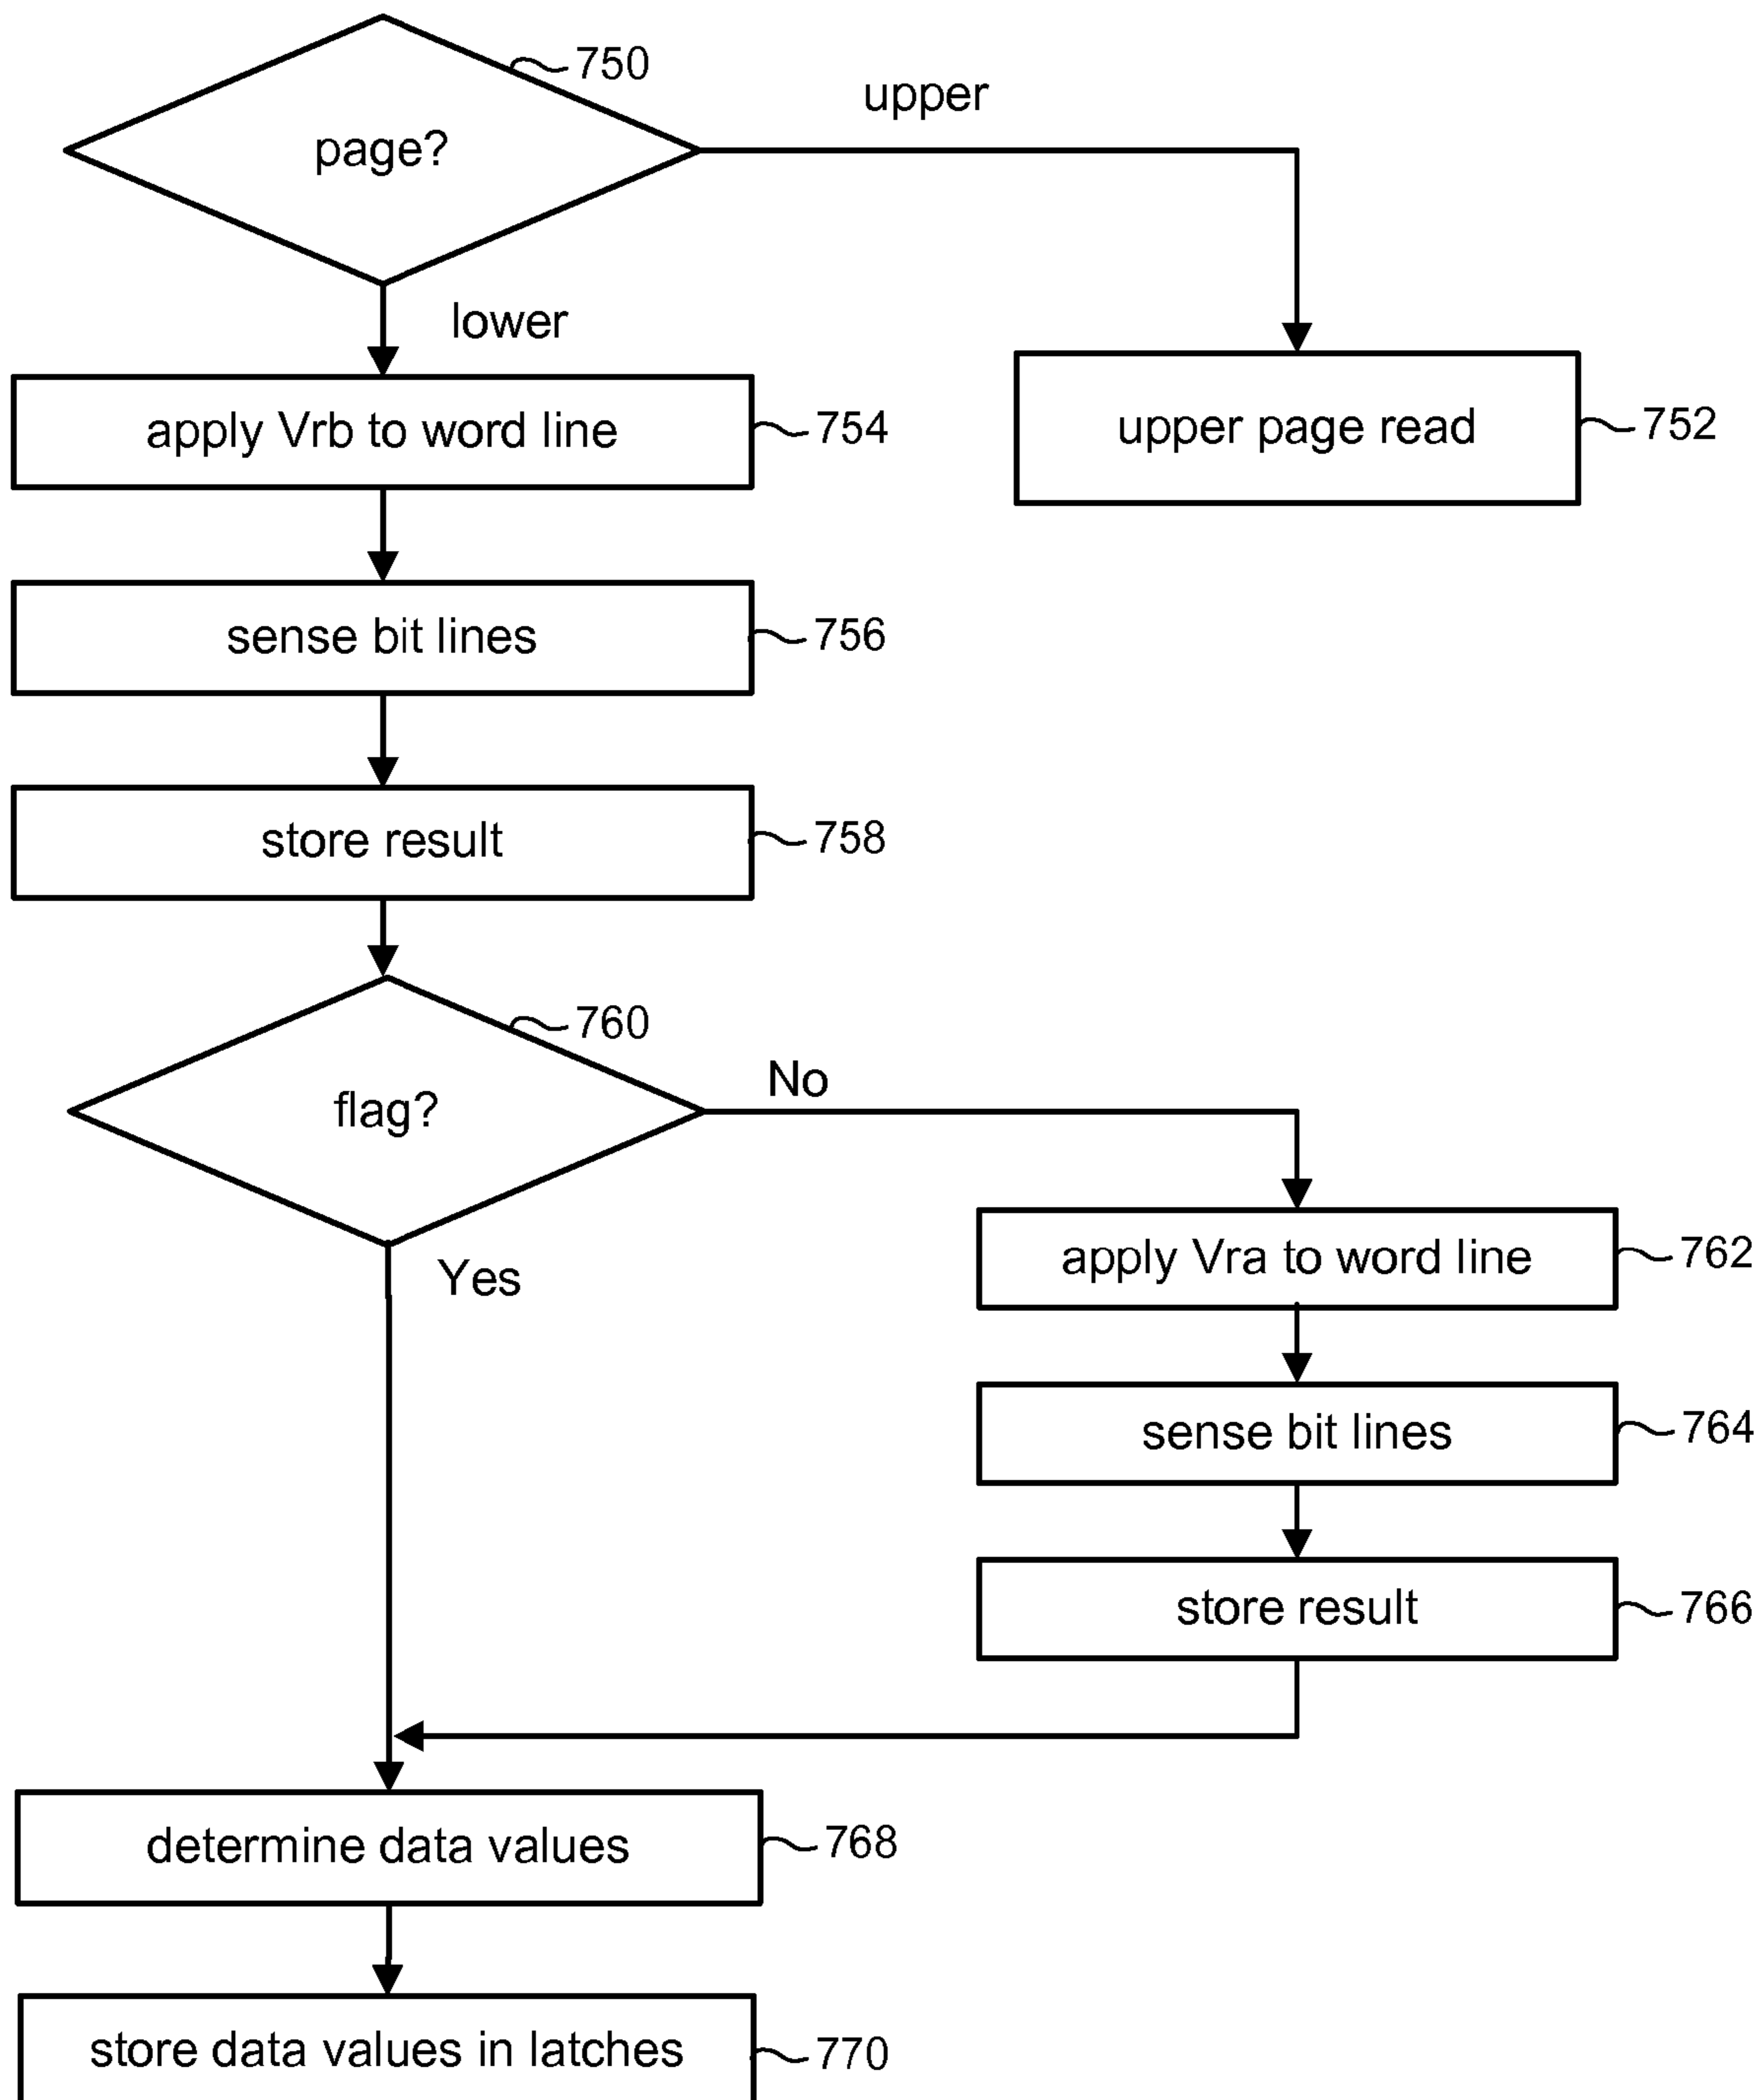 750
page?
upper
lower
apply Vrb to word line
754
upper page read
752
sense bit lines
756
store result
758
760
flag?
No
Yes
apply Vra to word line
762
sense bit lines
764
store result
766
determine data values
768
store data values in latches
770